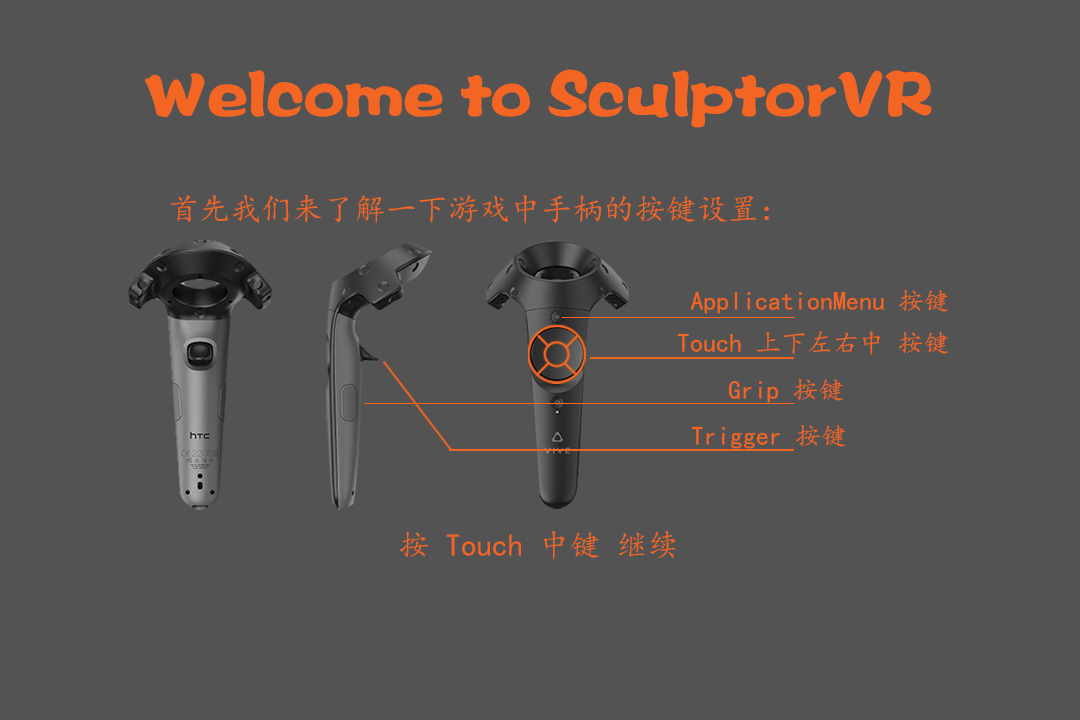 Welcome to SculptorVR
首先我们来了解一下游戏中手柄的按键设置：
ApplicationMenu 按键
Touch 上下左右中 按键
Grip 按键
Trigger 按键
hTC
VIVE
按 Touch 中键 继续